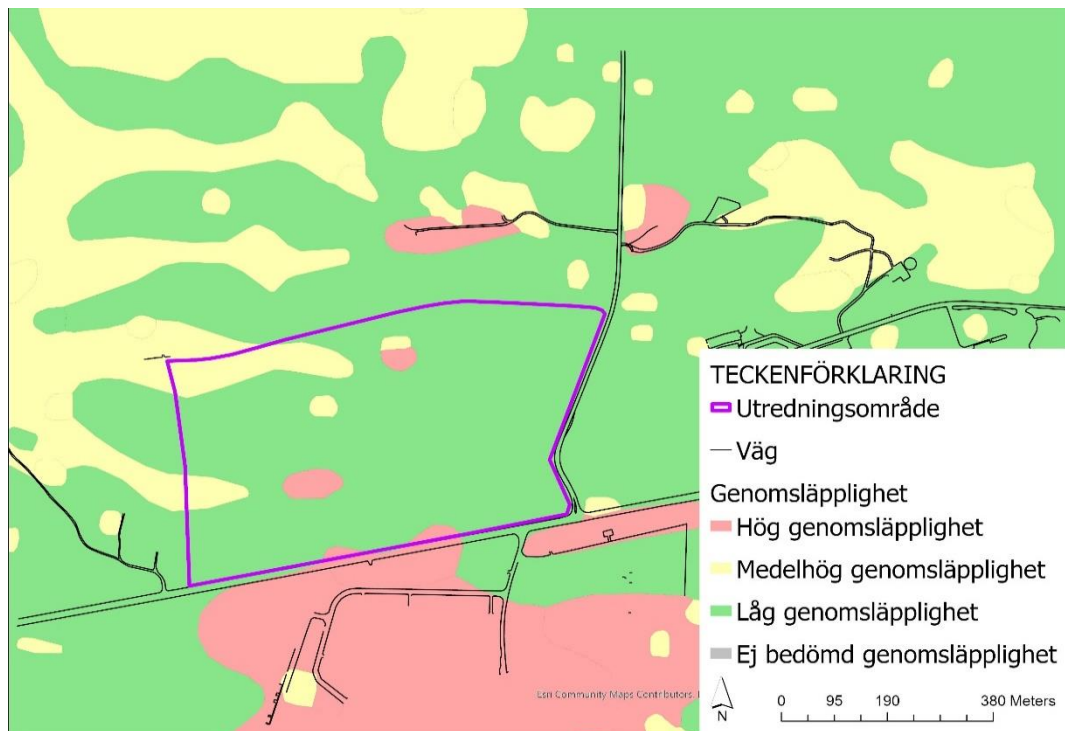 TECKENFÖRKLARING
Utredningsområde
Väg
Genomsläpplighet
Hög genomsläpplighet
Medelhög genomsläpplighet
Låg genomsläpplighet
Ej bedömd genomsläpplighet
N
0 95 190 380 Meters
Esri Community Maps Contributors,